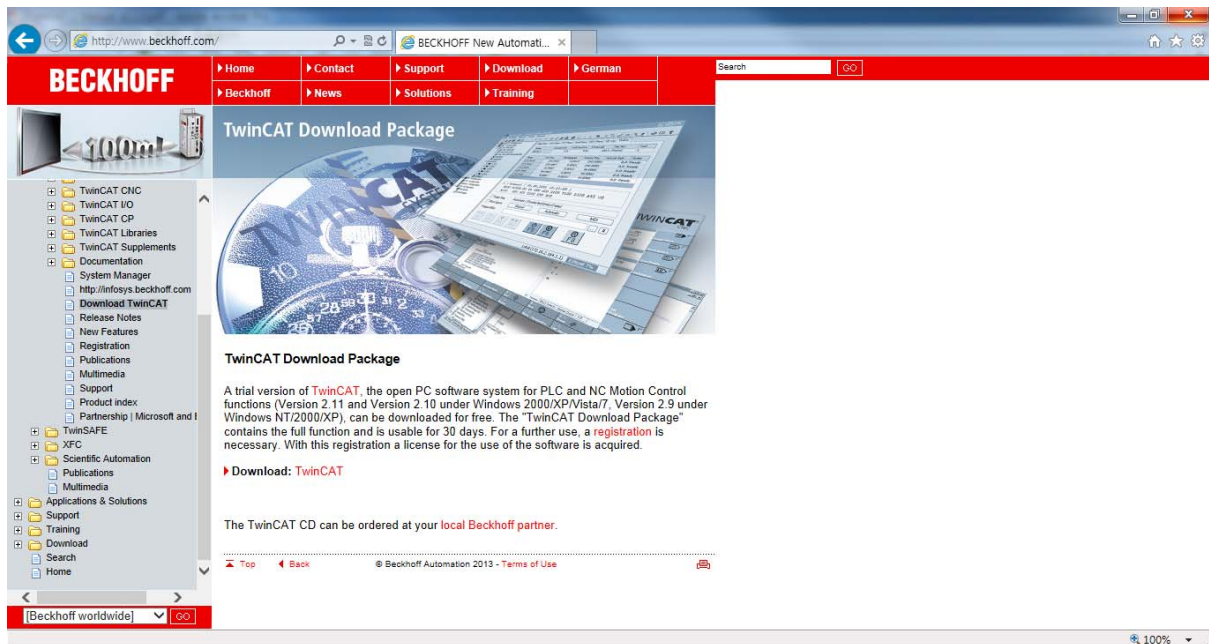 http://www.beckhoff.com/
BECKHOFF New Automati...
BECKHOFF
Home
Contact
Support
Download
German
Search
GO
Beckhoff
News
Solutions
Training
<100ml
TwinCAT Download Package
TWINCAT
SYSTEM
TWINCAT
TwinCAT CNC
TwinCAT I/O
TwinCAT CP
TwinCAT Libraries
TwinCAT Supplements
Documentation
System Manager
http://infosys.beckhoff.com
Download TwinCAT
Release Notes
New Features
Registration
Publications
Multimedia
Support
Product index
Partnership | Microsoft and
TwinSAFE
XFC
Scientific Automation
Publications
Multimedia
Applications & Solutions
Support
Training
Download
Search
Home
[Beckhoff worldwide]
GO
TwinCAT Download Package
A trial version of TwinCAT, the open PC software system for PLC and NC Motion Control
functions (Version 2.11 and Version 2.10 under Windows 2000/XP/Vista/7, Version 2.9 under
Windows NT/2000/XP), can be downloaded for free. The "TwinCAT Download Package"
contains the full function and is usable for 30 days. For a further use, a registration is
necessary. With this registration a license for the use of the software is acquired.
Download: TwinCAT
The TwinCAT CD can be ordered at your local Beckhoff partner.
Top
Back
© Beckhoff Automation 2013 - Terms of Use
100%